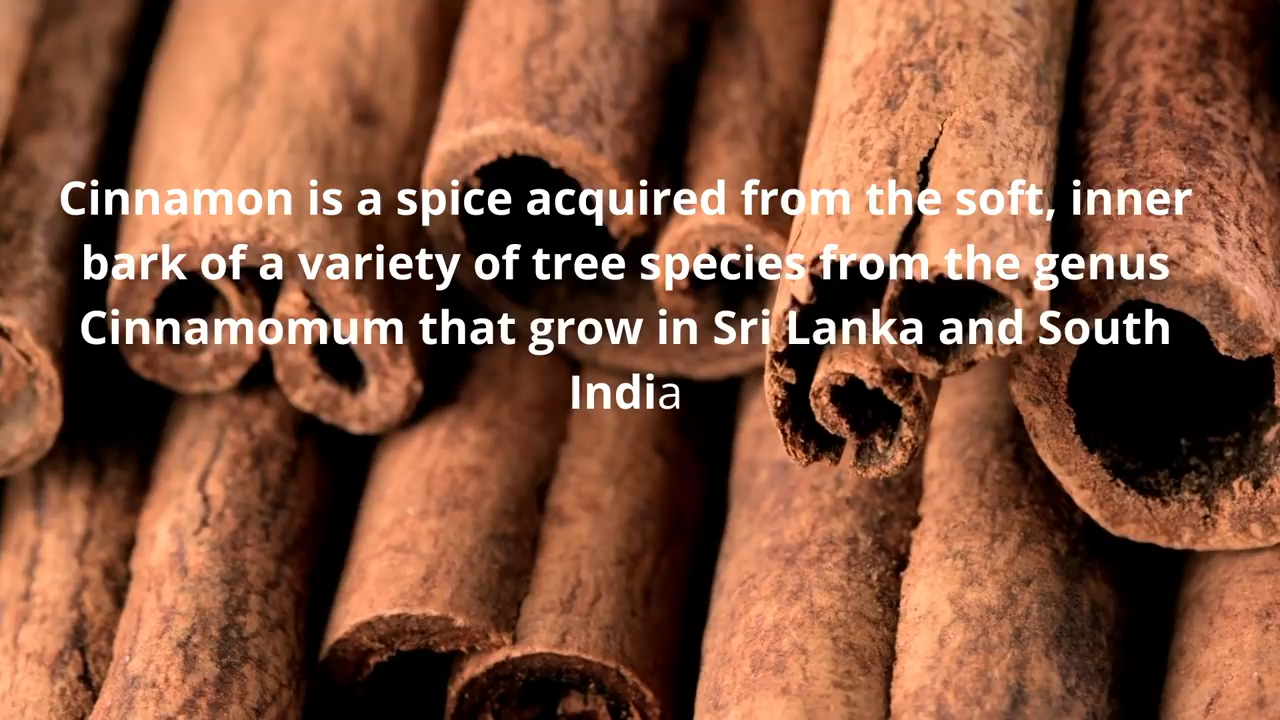 Cinnamon is a spice acquired from the soft, inner
bark of a variety of tree species from the genus
Cinnamomum that grow in Sri Lanka and South
India